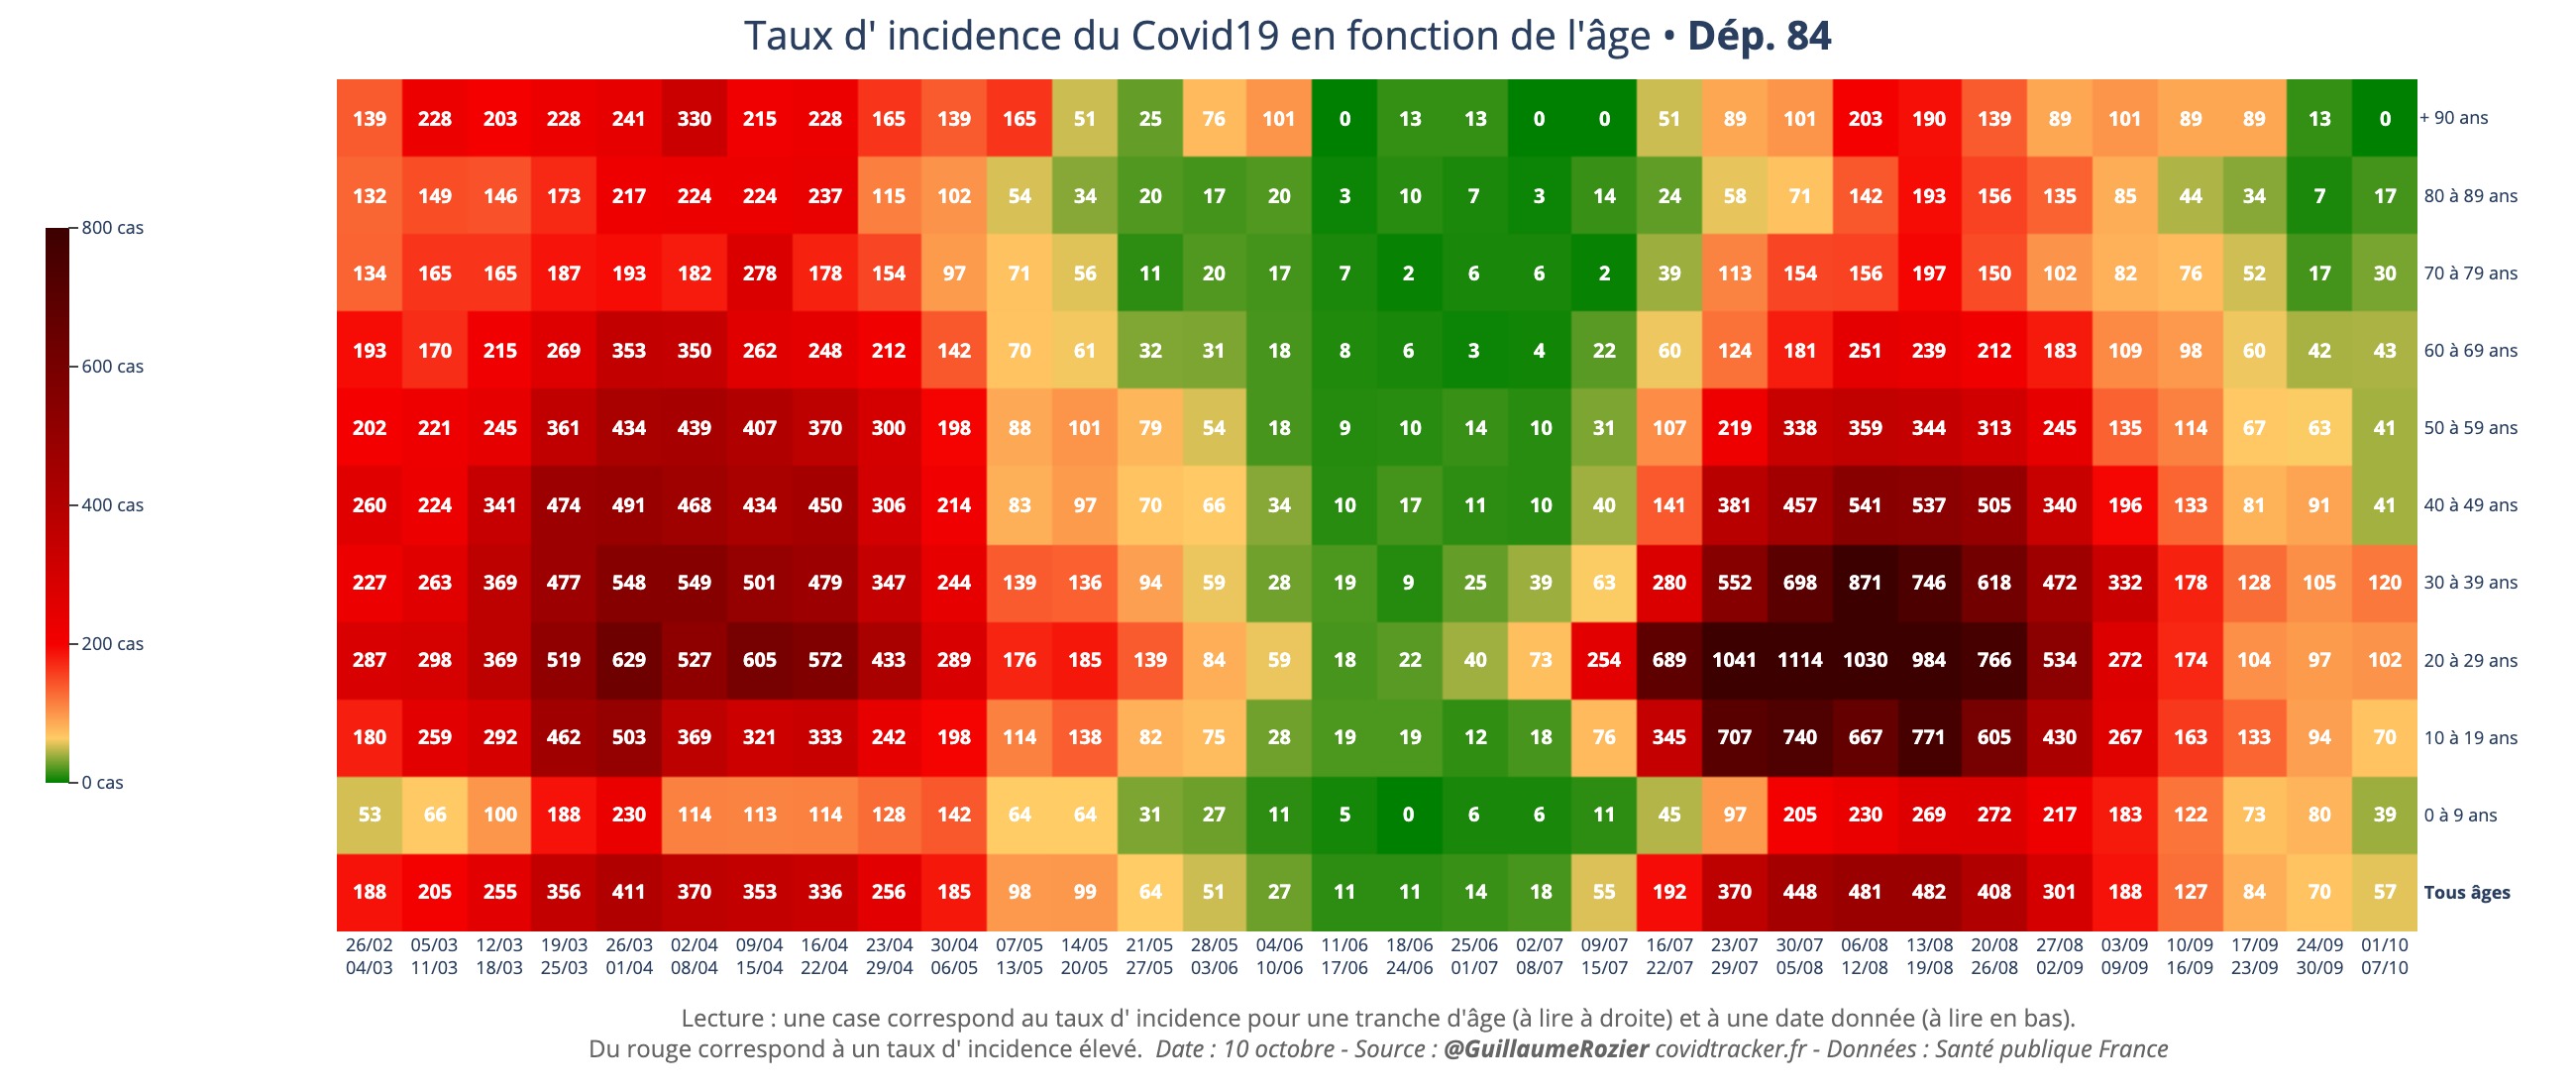 Taux d' incidence du Covid19 en fonction de l'âge • Dép. 84
139 228 203 228 241 330 215 228 165 139 165 51 25 76 101 0 13 13 0 0 51 89 101 203 190 139 89 101 89 89 13 0 + 90 ans
132 149 146 173 217 224 224 237 115 102 54 34 20 17 20 3 10 7 3 14 24 58 71 142 193 156 135 85 44 34 7 17 80 à 89 ans
800 cas
134 165 165 187 193 182 278 178 154 97 71 56 11 20 17 7 2 6 6 2 39 113 154 156 197 150 102 82 76 52 17 30 70 à 79 ans
193 170 215 269 353 350 262 248 212 142 70 61 32 31 18 8 6 3 4 22 60 124 181 251 239 212 183 109 98 60 42 43 60 à 69 ans
600 cas
202 221 245 361 434 439 407 370 300 198 88 101 79 54 18 9 10 14 10 31 107 219 338 359 344 313 245 135 114 67 63 41 50 à 59 ans
400 cas
260 224 341 474 491 468 434 450 306 214 83 97 70 66 34 10 17 11 10 40 141 381 457 541 537 505 340 196 133 81 91 41 40 à 49 ans
227 263 369 477 548 549 501 479 347 244 139 136 94 59 28 19 9 25 39 63 280 552 698 871 746 618 472 332 178 128 105 120 30 à 39 ans
200 cas
287 298 369 519 629 527 605 572 433 289 176 185 139 84 59 18 22 40 73 254 689 1041 1114 1030 984 766 534 272 174 104 97 102 20 à 29 ans
180 259 292 462 503 369 321 333 242 198 114 138 82 75 28 19 19 12 18 76 345 707 740 667 771 605 430 267 163 133 94 70 10 à 19 ans
0 cas
53 66 100 188 230 114 113 114 128 142 64 64 31 27 11 5 0 6 6 11 45 97 205 230 269 272 217 183 122 73 80 39 0 à 9 ans
188 205 255 356 411 370 353 336 256 185 98 99 64 51 27 11 11 14 18 55 192 370 448 481 482 408 301 188 127 84 70 57 Tous âges
26/02 05/03 12/03 19/03 26/03 02/04 09/04 16/04 23/04 30/04 07/05 14/05 21/05 28/05 04/06 11/06 18/06 25/06 02/07 09/07 16/07 23/07 30/07 06/08 13/08 20/08 27/08 03/09 10/09 17/09 24/09 01/10
04/03 11/03 18/03 25/03 01/04 08/04 15/04 22/04 29/04 06/05 13/05 20/05 27/05 03/06 10/06 17/06 24/06 01/07 08/07 15/07 22/07 29/07 05/08 12/08 19/08 26/08 02/09 09/09 16/09 23/09 30/09 07/10
Lecture : une case correspond au taux d' incidence pour une tranche d'âge (à lire à droite) et à une date donnée (à lire en bas).
Du rouge correspond à un taux d' incidence élevé. Date : 10 octobre - Source : @GuillaumeRozier covidtracker.fr - Données : Santé publique France